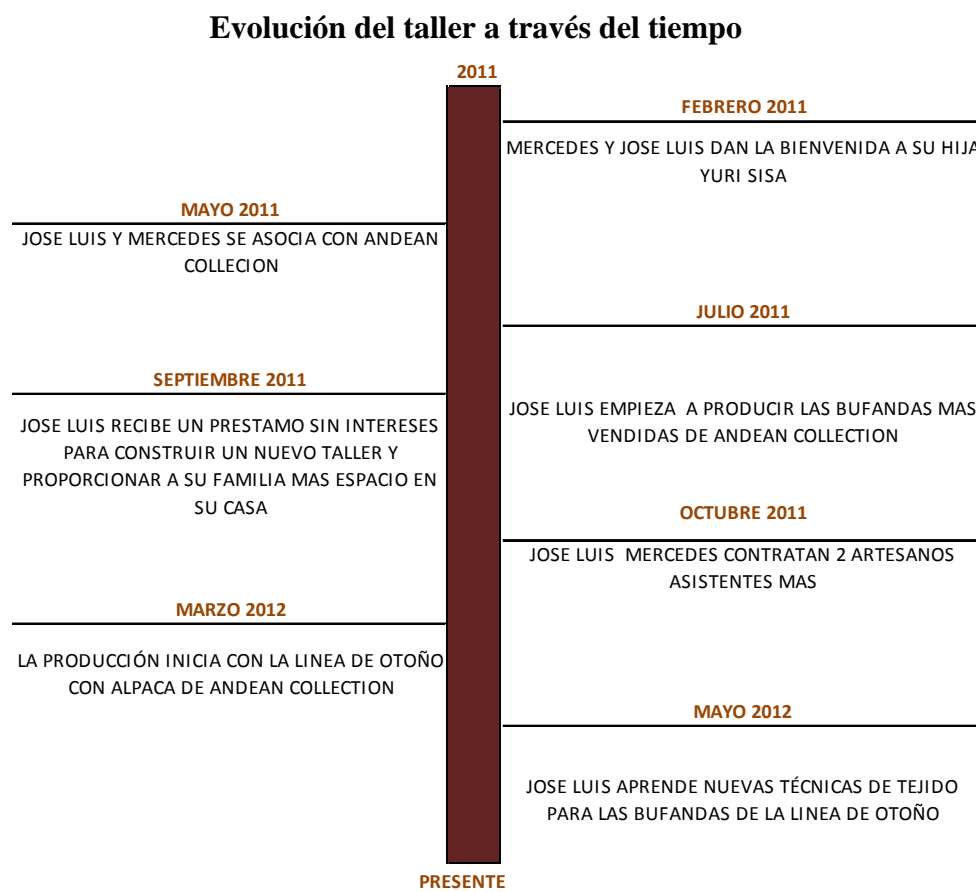 Evolución del taller a través del tiempo
2011
FEBRERO 2011
MERCEDES Y JOSE LUIS DAN LA BIENVENIDA A SU HIJA
YURI SISA
MAYO 2011
JOSE LUIS Y MERCEDES SE ASOCIA CON ANDEAN
COLLECION
JULIO 2011
JOSE LUIS EMPIEZA A PRODUCIR LAS BUFANDAS MAS
VENDIDAS DE ANDEAN COLLECTION
SEPTIEMBRE 2011
JOSE LUIS RECIBE UN PRESTAMO SIN INTERESES
PARA CONSTRUIR UN NUEVO TALLER Y
PROPORCIONAR A SU FAMILIA MAS ESPACIO EN
SU CASA
OCTUBRE 2011
JOSE LUIS MERCEDES CONTRATAN 2 ARTESANOS
ASISTENTES MAS
MARZO 2012
LA PRODUCCIÓN INICIA CON LA LINEA DE OTOÑO
CON ALPACA DE ANDEAN COLLECTION
MAYO 2012
JOSE LUIS APRENDE NUEVAS TÉCNICAS DE TEJIDO
PARA LAS BUFANDAS DE LA LINEA DE OTOÑO
PRESENTE